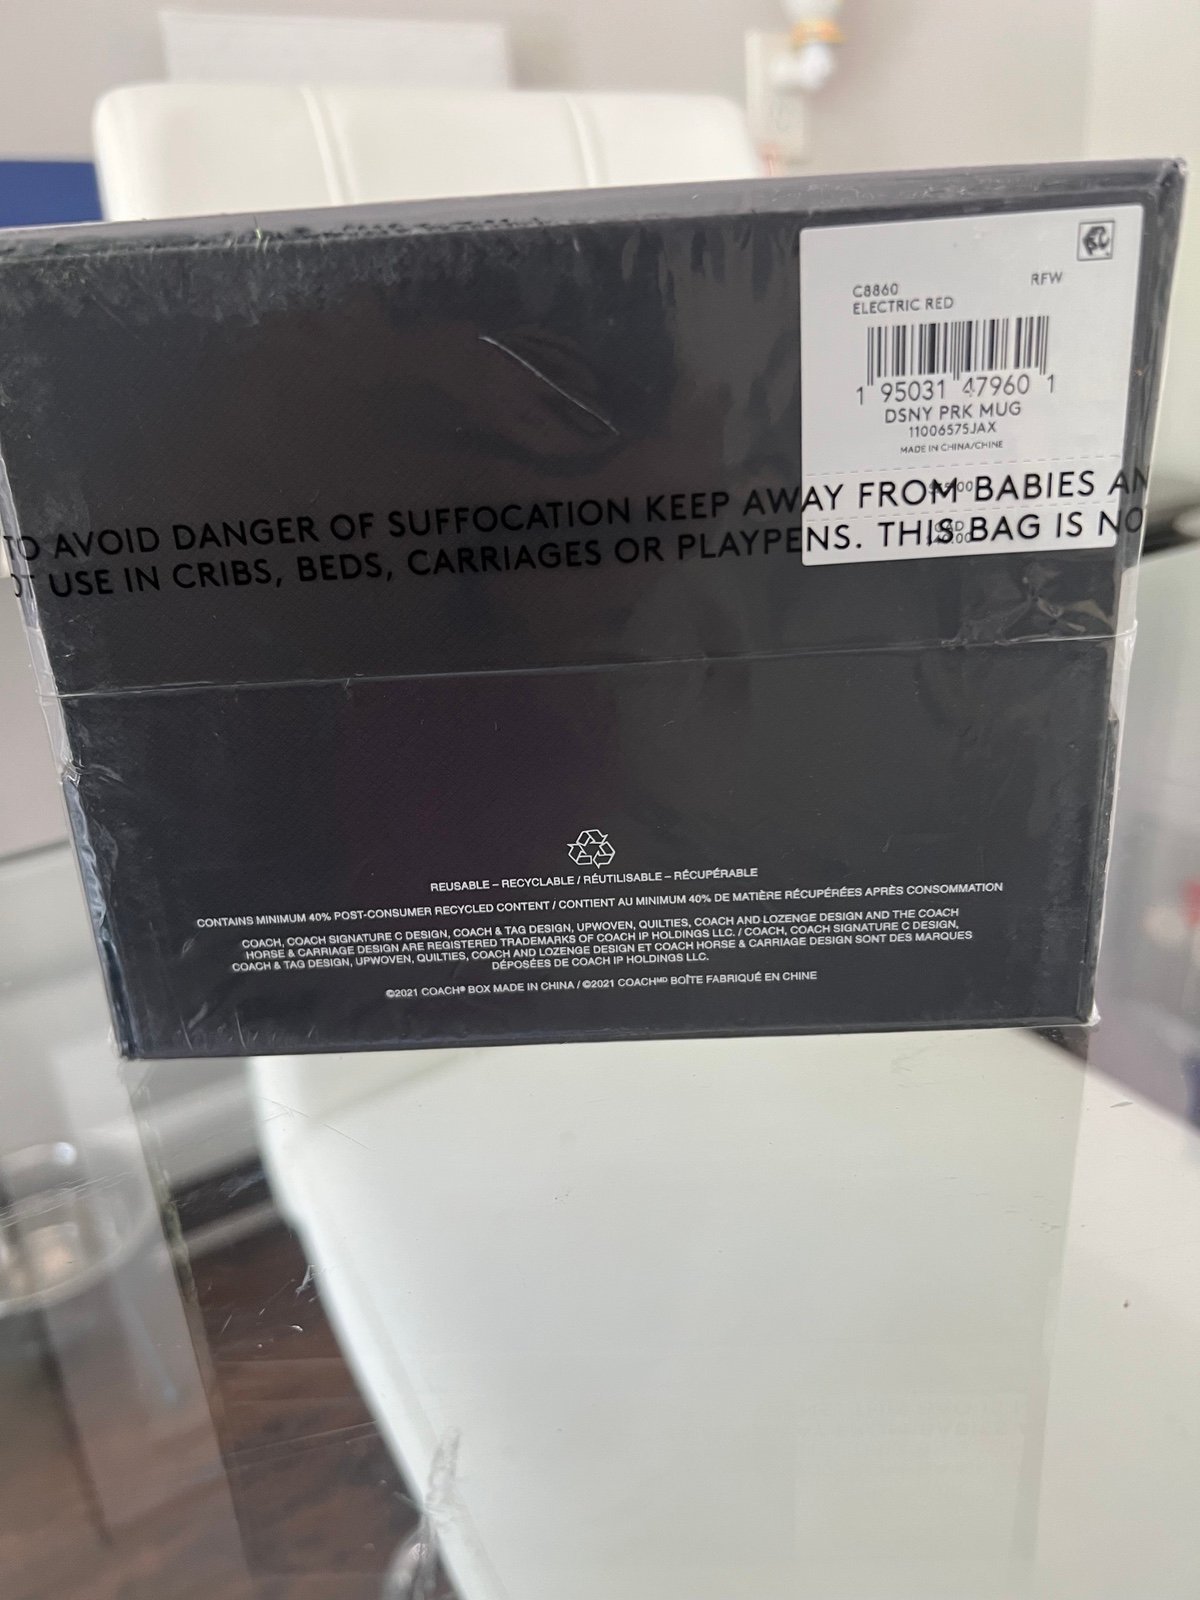 RFW
C8860
ELECTRIC RED
1 95031 47960 1
DSNY PRK MUG
11006575JAX
MADE IN CHINA/CHINE
TO AVOID DANGER OF SUFFOCATION KEEP AWAY FROM BABIES AN
OT USE IN CRIBS, BEDS, CARRIAGES OR PLAYPENS. THIS BAG IS NO
REUSABLE – RECYCLABLE / RÉUTILISABLE – RÉCUPÉRABLE
CONTAINS MINIMUM 40% POST-CONSUMER RECYCLED CONTENT / CONTIENT AU MINIMUM 40% DE MATIÈRE RÉCUPÉRÉES APRÈS CONSOMMATION
COACH, COACH SIGNATURE C DESIGN, COACH & TAG DESIGN, UPWOVEN, QUILTIES, COACH AND LOZENGE DESIGN AND THE COACH
HORSE & CARRIAGE DESIGN ARE REGISTERED TRADEMARKS OF COACH IP HOLDINGS LLC. / COACH, COACH SIGNATURE C DESIGN,
COACH & TAG DESIGN, UPWOVEN, QUILTIES, COACH AND LOZENGE DESIGN ET COACH HORSE & CARRIAGE DESIGN SONT DES MARQUES
DÉPOSÉES DE COACH IP HOLDINGS LLC.
©2021 COACH® BOX MADE IN CHINA / ©2021 COACHᴹᴰ BOÎTE FABRIQUÉ EN CHINE